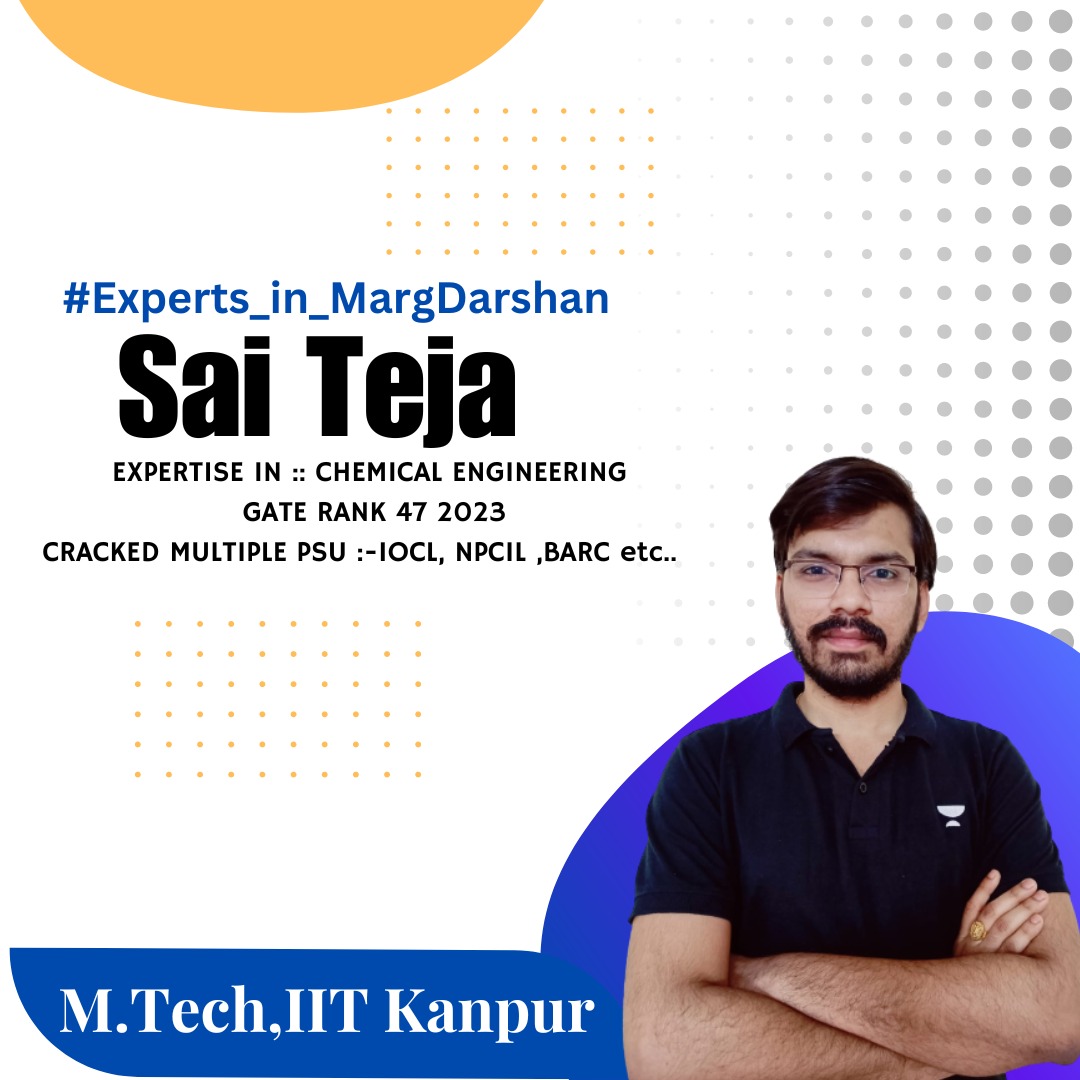 #Experts_in_MargDarshan
Sai Teja
EXPERTISE IN :: CHEMICAL ENGINEERING
GATE RANK 47 2023
CRACKED MULTIPLE PSU :-IOCL, NPCIL ,BARC etc..
M.Tech,IIT Kanpur